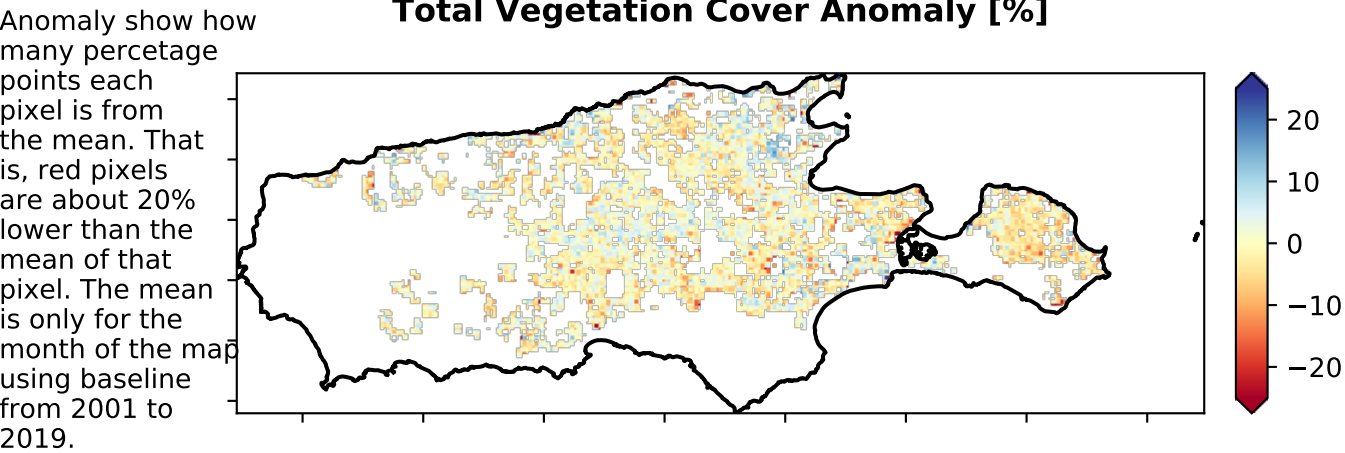 Total Vegetation Cover Anomaly [%]
Anomaly show how
many percetage
points each
pixel is from
the mean. That
is, red pixels
are about 20%
lower than the
mean of that
pixel. The mean
is only for the
month of the map
using baseline
from 2001 to
2019.
20
10
0
−10
−20